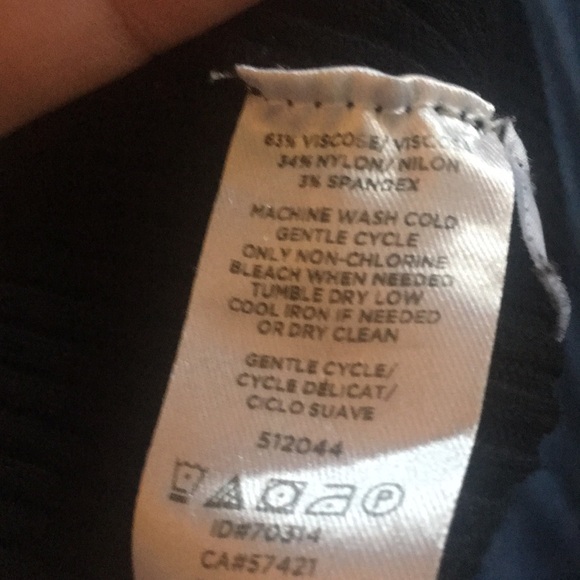 63% VISCOSE/VISCOSA
34% NYLON/NILON
3% SPANDEX
MACHINE WASH COLD
GENTLE CYCLE
ONLY NON-CHLORINE
BLEACH WHEN NEEDED
TUMBLE DRY LOW
COOL IRON IF NEEDED
OR DRY CLEAN
GENTLE CYCLE/
CYCLE DÉLICAT/
CICLO SUAVE
512044
P
ID#70314
CA#57421